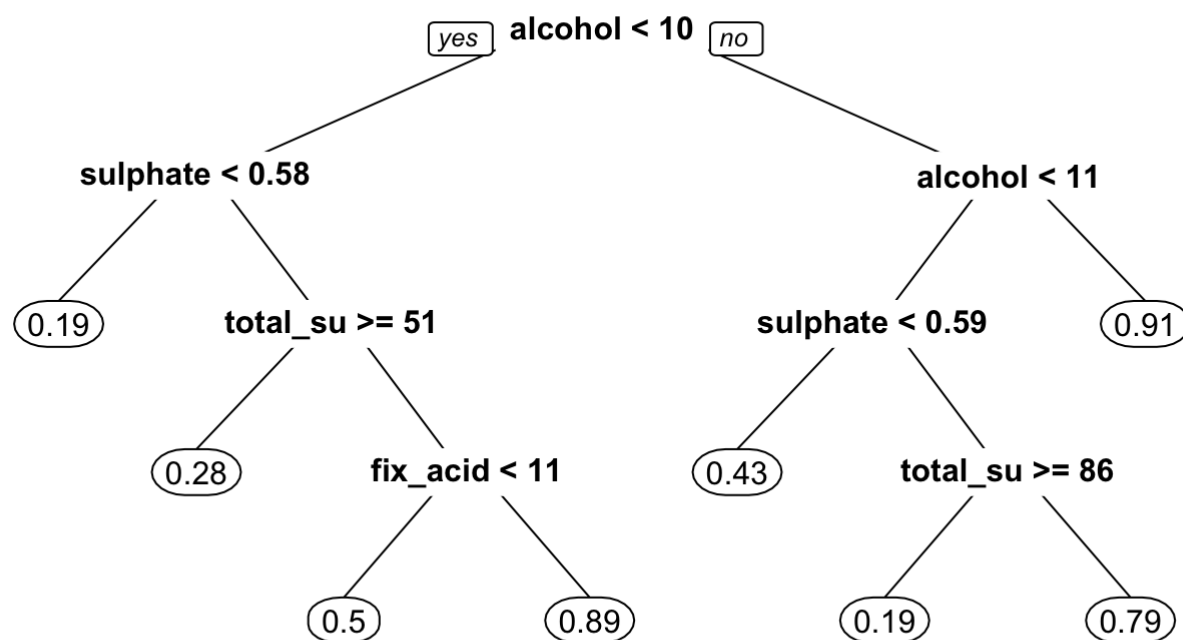 yes alcohol < 10 no
sulphate < 0.58 alcohol < 11
0.19 total_su >= 51 sulphate < 0.59 0.91
0.28 fix_acid < 11 0.43 total_su >= 86
0.5 0.89 0.19 0.79